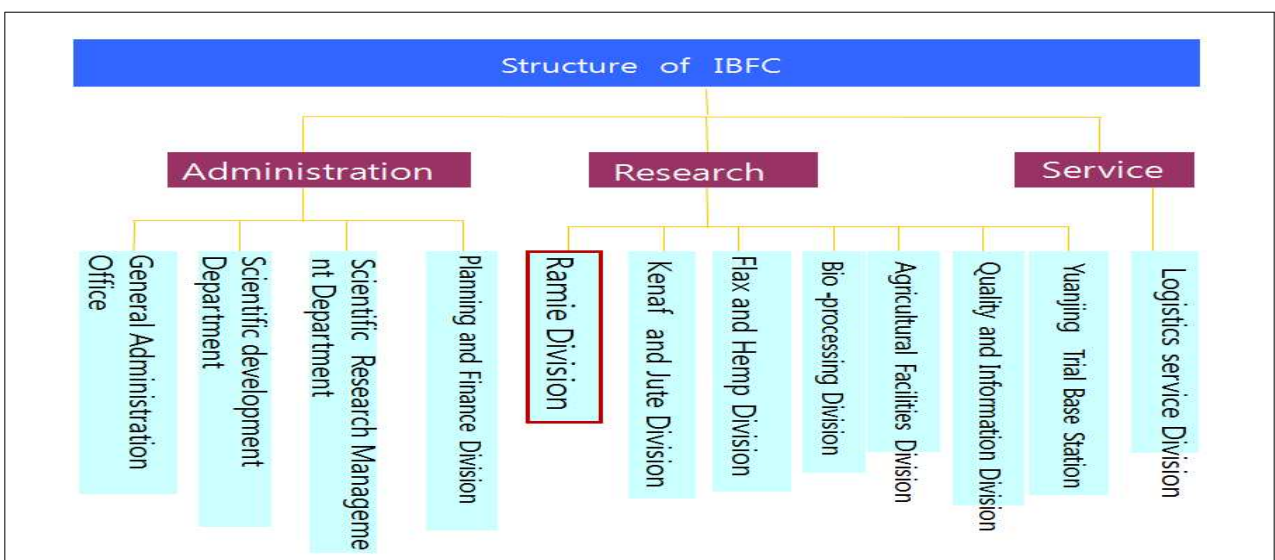 Structure of IBFC
Administration
Research
Service
General Administration
Office
Scientific development
Department
Scientific Research Manageme
nt Department
Planning and Finance Division
Ramie Division
Kenaf and Jute Division
Flax and Hemp Division
Bio -processing Division
Agricultural Facilities Division
Quality and Information Division
Yuanjing Trial Base Station
Logistics service Division